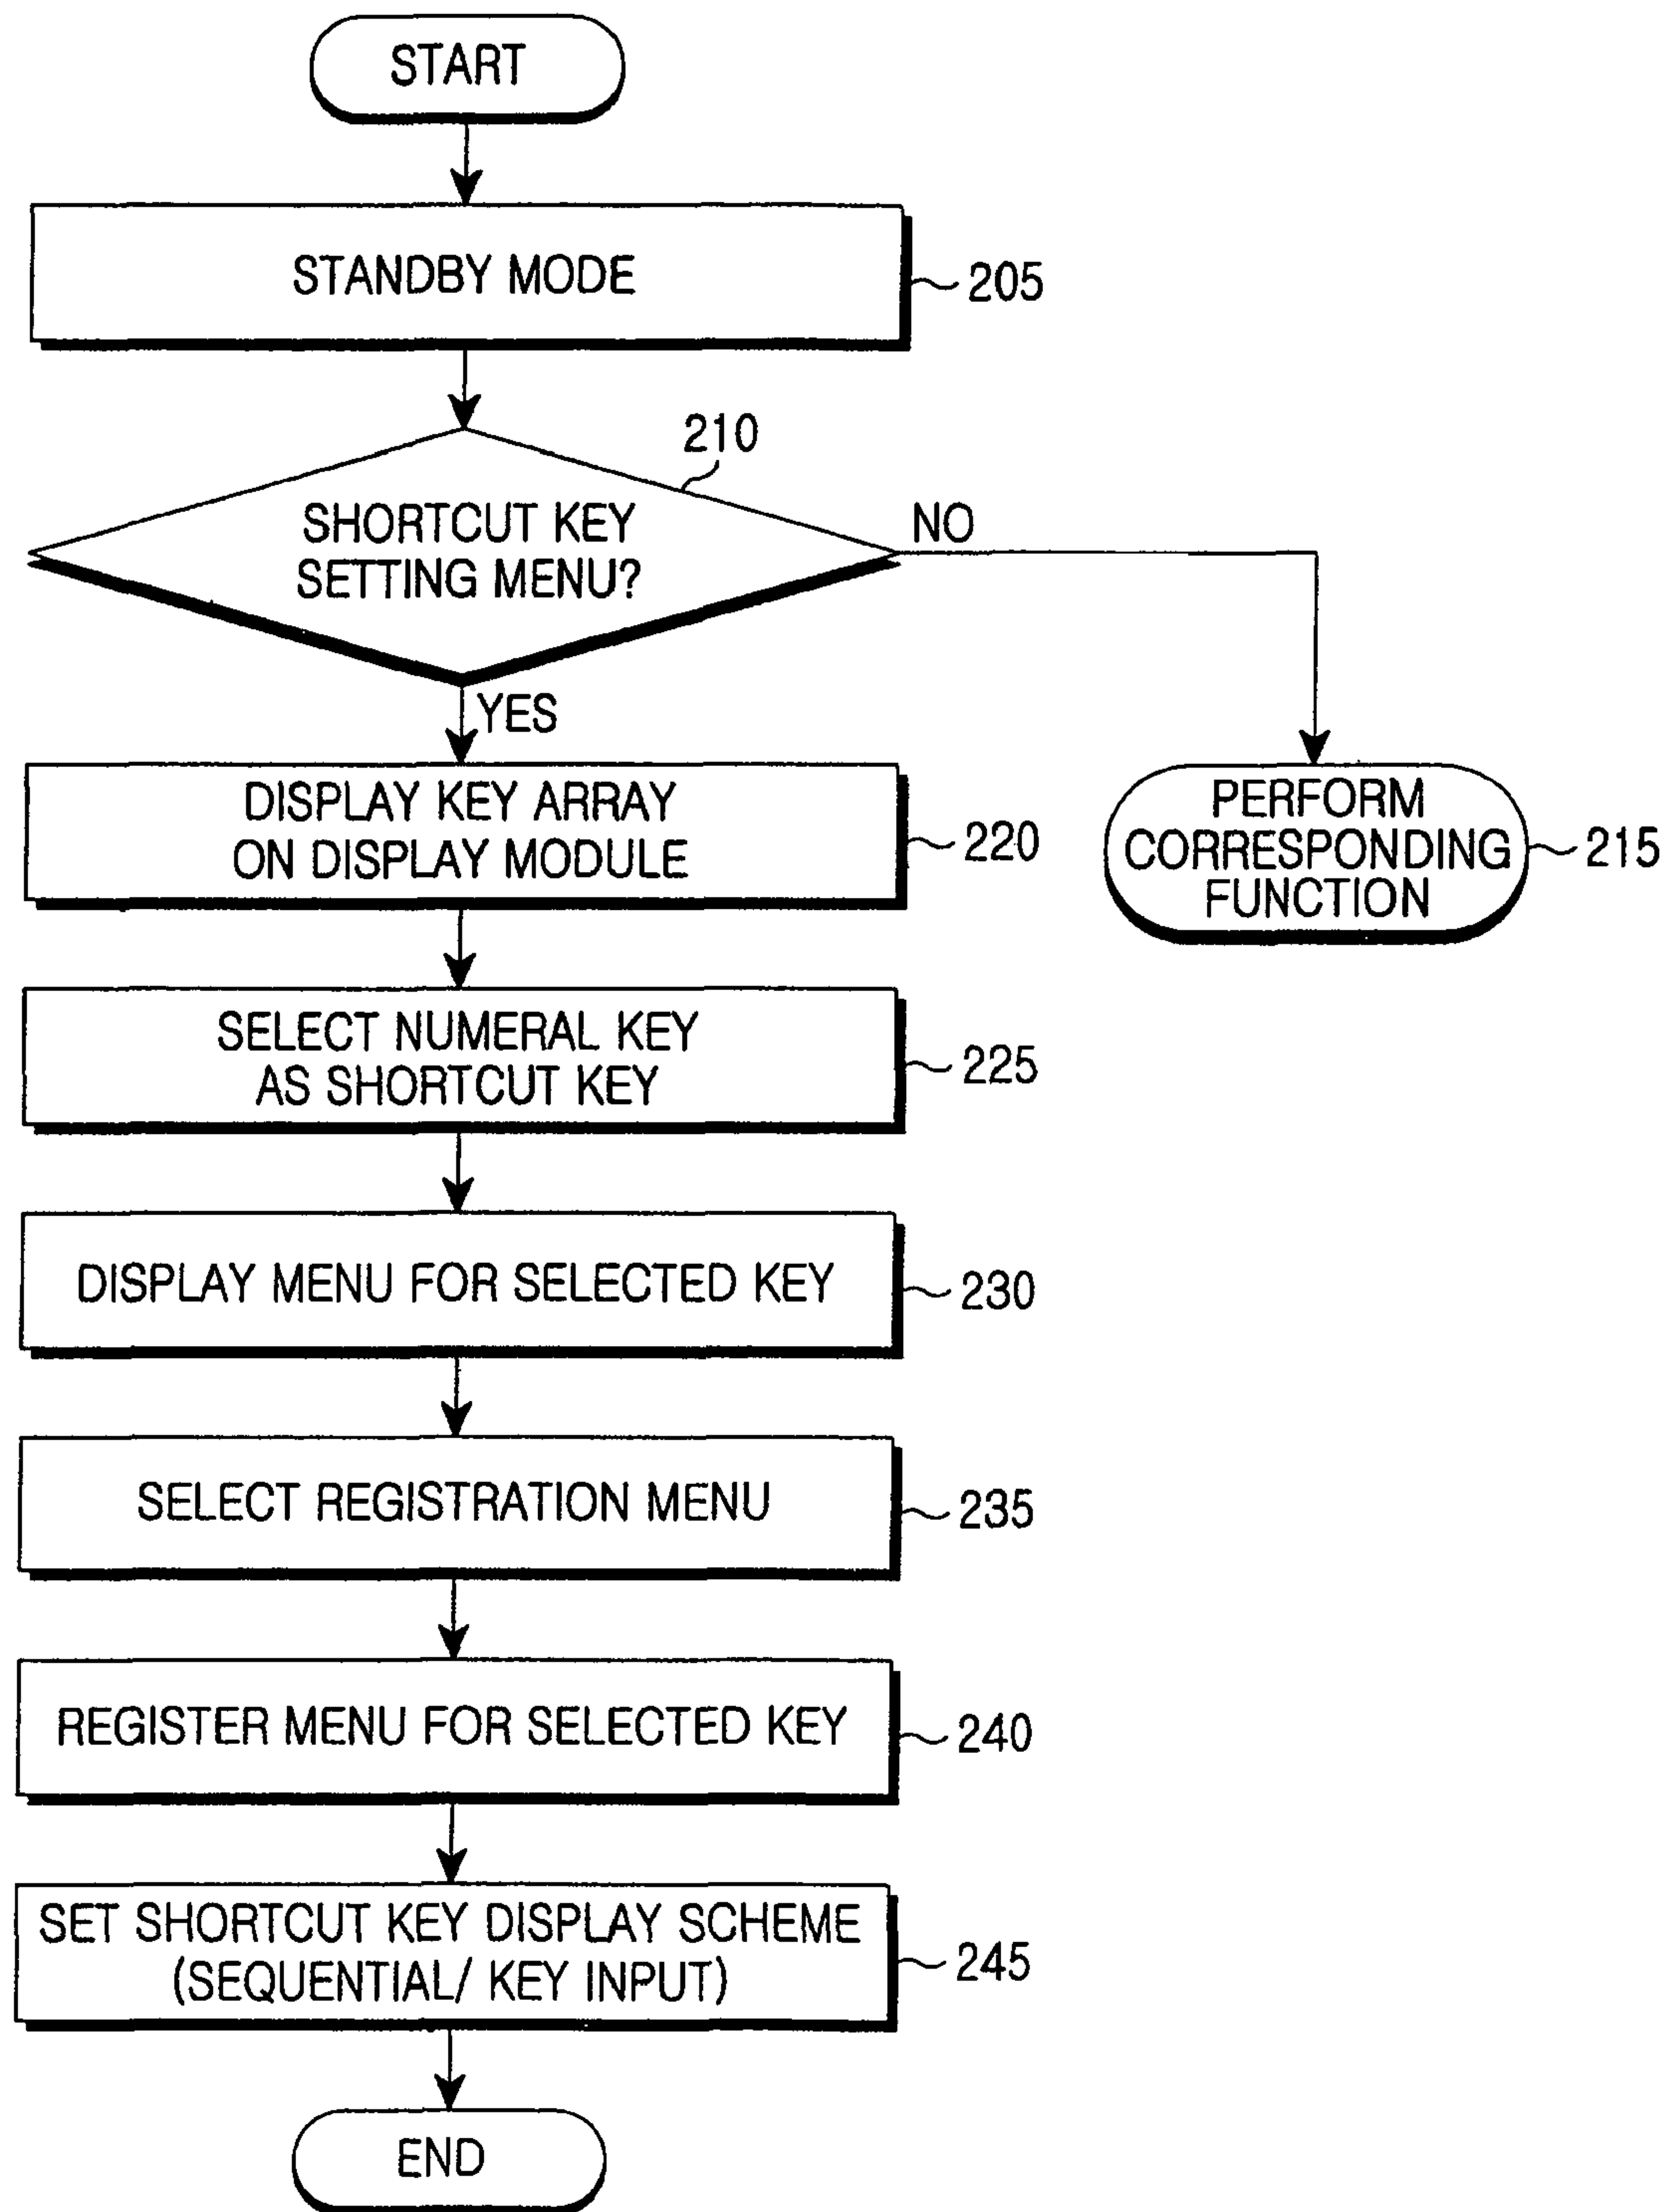 START
STANDBY MODE
205
210
SHORTCUT KEY
SETTING MENU?
NO
YES
DISPLAY KEY ARRAY
ON DISPLAY MODULE
220
PERFORM
CORRESPONDING
FUNCTION
215
SELECT NUMERAL KEY
AS SHORTCUT KEY
225
DISPLAY MENU FOR SELECTED KEY
230
SELECT REGISTRATION MENU
235
REGISTER MENU FOR SELECTED KEY
240
SET SHORTCUT KEY DISPLAY SCHEME
(SEQUENTIAL/ KEY INPUT)
245
END